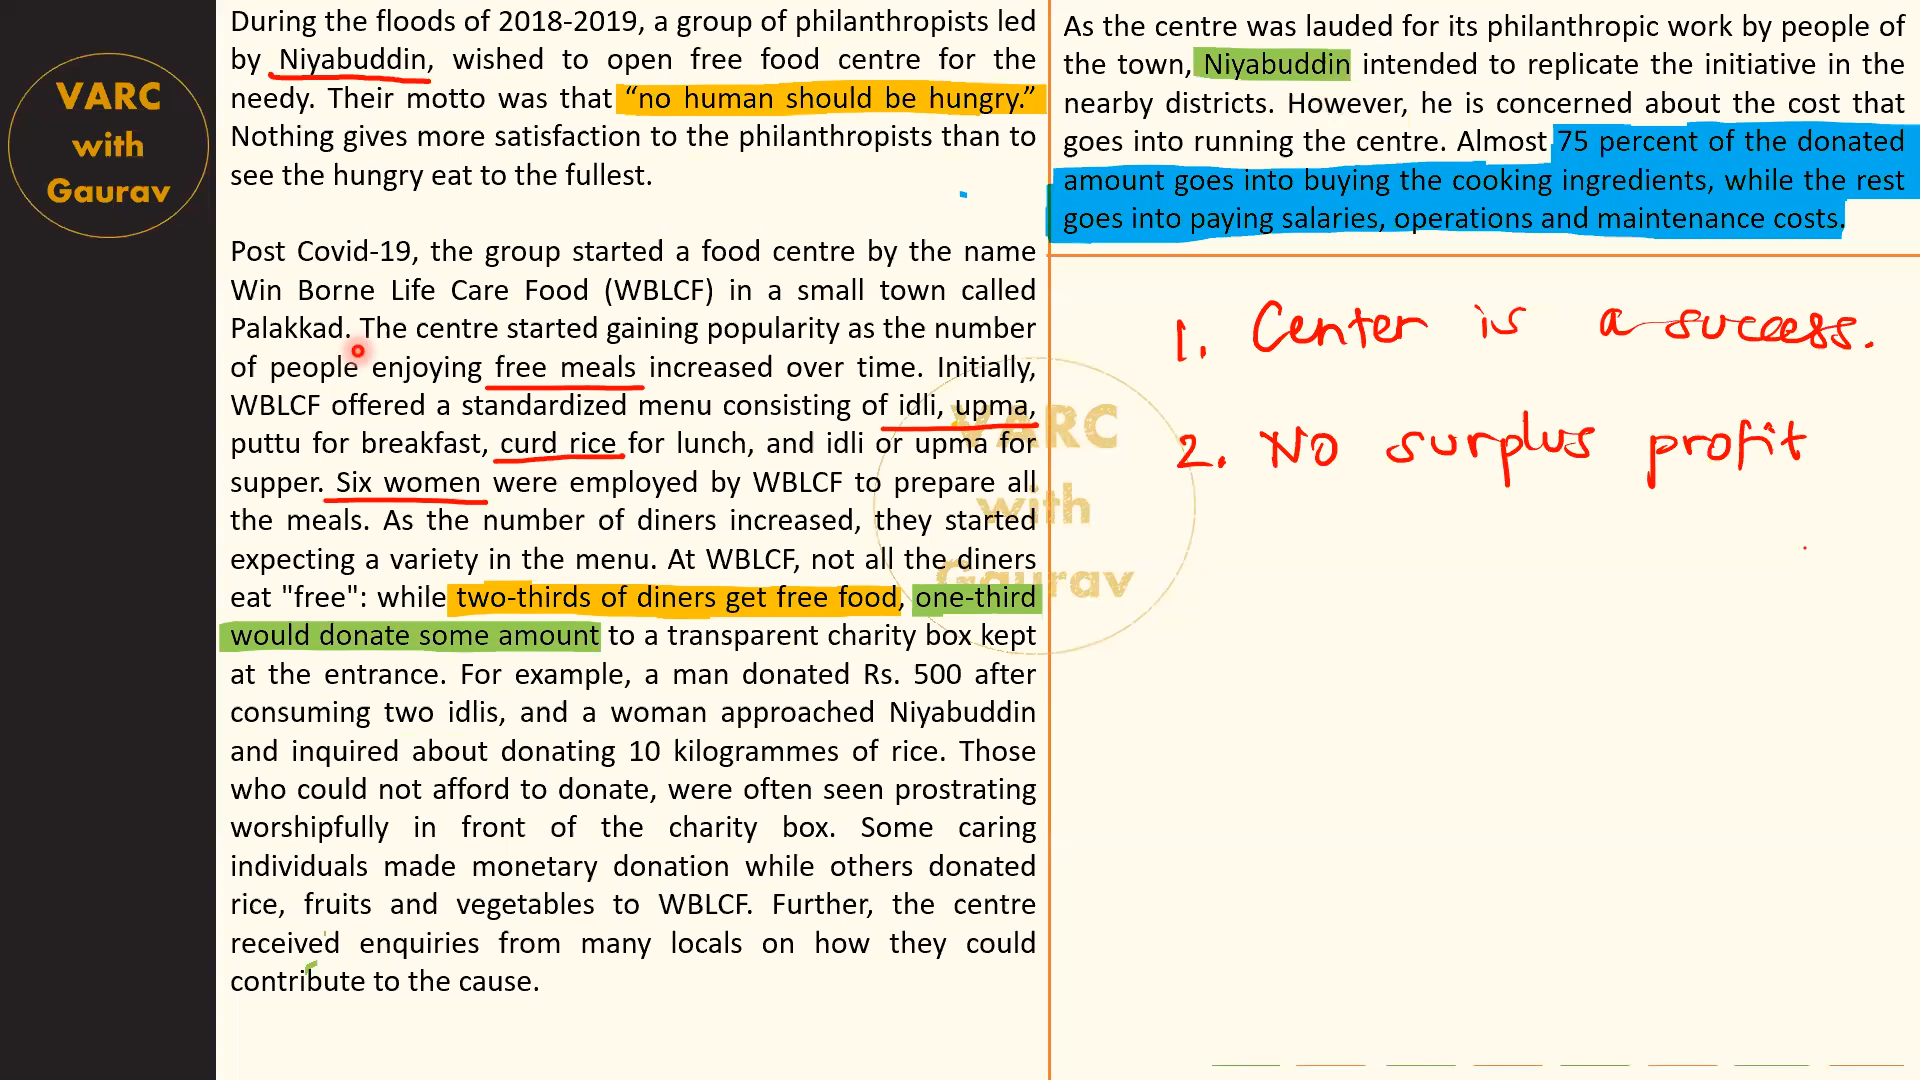 VARC
with
Gaurav
During the floods of 2018-2019, a group of philanthropists led
by Niyabuddin, wished to open free food centre for the
needy. Their motto was that “no human should be hungry.”
Nothing gives more satisfaction to the philanthropists than to
see the hungry eat to the fullest.
Post Covid-19, the group started a food centre by the name
Win Borne Life Care Food (WBLCF) in a small town called
Palakkad. The centre started gaining popularity as the number
of people enjoying free meals increased over time. Initially,
WBLCF offered a standardized menu consisting of idli, upma,
puttu for breakfast, curd rice for lunch, and idli or upma for
supper. Six women were employed by WBLCF to prepare all
the meals. As the number of diners increased, they started
expecting a variety in the menu. At WBLCF, not all the diners
eat "free": while two-thirds of diners get free food, one-third
would donate some amount to a transparent charity box kept
at the entrance. For example, a man donated Rs. 500 after
consuming two idlis, and a woman approached Niyabuddin
and inquired about donating 10 kilogrammes of rice. Those
who could not afford to donate, were often seen prostrating
worshipfully in front of the charity box. Some caring
individuals made monetary donation while others donated
rice, fruits and vegetables to WBLCF. Further, the centre
received enquiries from many locals on how they could
contribute to the cause.
As the centre was lauded for its philanthropic work by people of
the town, Niyabuddin intended to replicate the initiative in the
nearby districts. However, he is concerned about the cost that
goes into running the centre. Almost 75 percent of the donated
amount goes into buying the cooking ingredients, while the rest
goes into paying salaries, operations and maintenance costs.
1. Center is a success.
2. No surplus profit
VARC
with
Gaurav